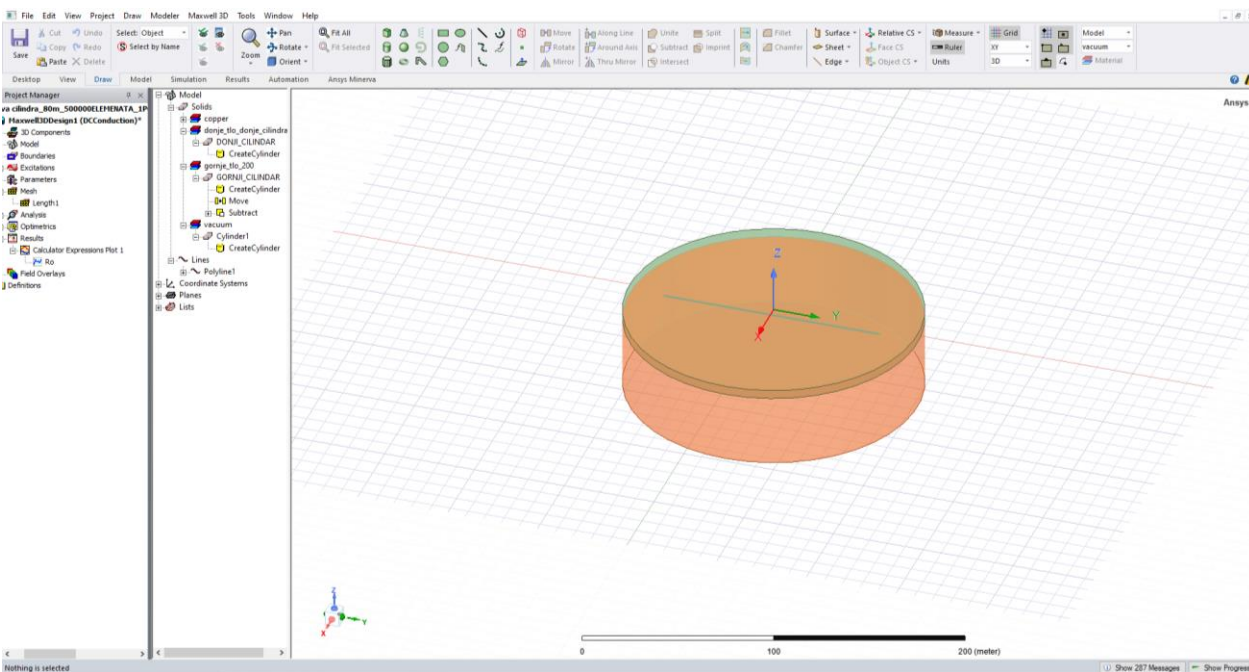 File Edit View Project Draw Modeler Maxwell 3D Tools Window Help
Save
Cut Undo
Copy Redo
Paste Delete
Select: Object
Select by Name
Zoom
Pan
Rotate
Orient
Fit All
Fit Selected
Move Along Line Unite Split Fillet
Rotate Around Axis Subtract Imprint Chamfer
Mirror Thru Mirror Intersect
Surface Relative CS Measure Grid Model
Sheet Face CS Ruler XY vacuum
Edge Object CS Units 3D Material
Desktop View Draw Model Simulation Results Automation Ansys Minerva
Project Manager
va cilindra_80m_500000ELEMENATA_1P
Maxwell3DDesign1 (DCConduction)*
3D Components
Model
Boundaries
Excitations
Parameters
Mesh
Length1
Analysis
Optimetrics
Results
Calculator Expressions Plot 1
Ro
Field Overlays
Definitions
Model
Solids
copper
donje_tlo_donje_cilindra
DONJI_CILINDAR
CreateCylinder
gornje_tlo_200
GORNJI_CILINDAR
CreateCylinder
Move
Subtract
vacuum
Cylinder1
CreateCylinder
Lines
Polyline1
Coordinate Systems
Planes
Lists
Ansys
Z
Y
X
Z
Y
X
0 100 200 (meter)
Nothing is selected
Show 287 Messages Show Progress